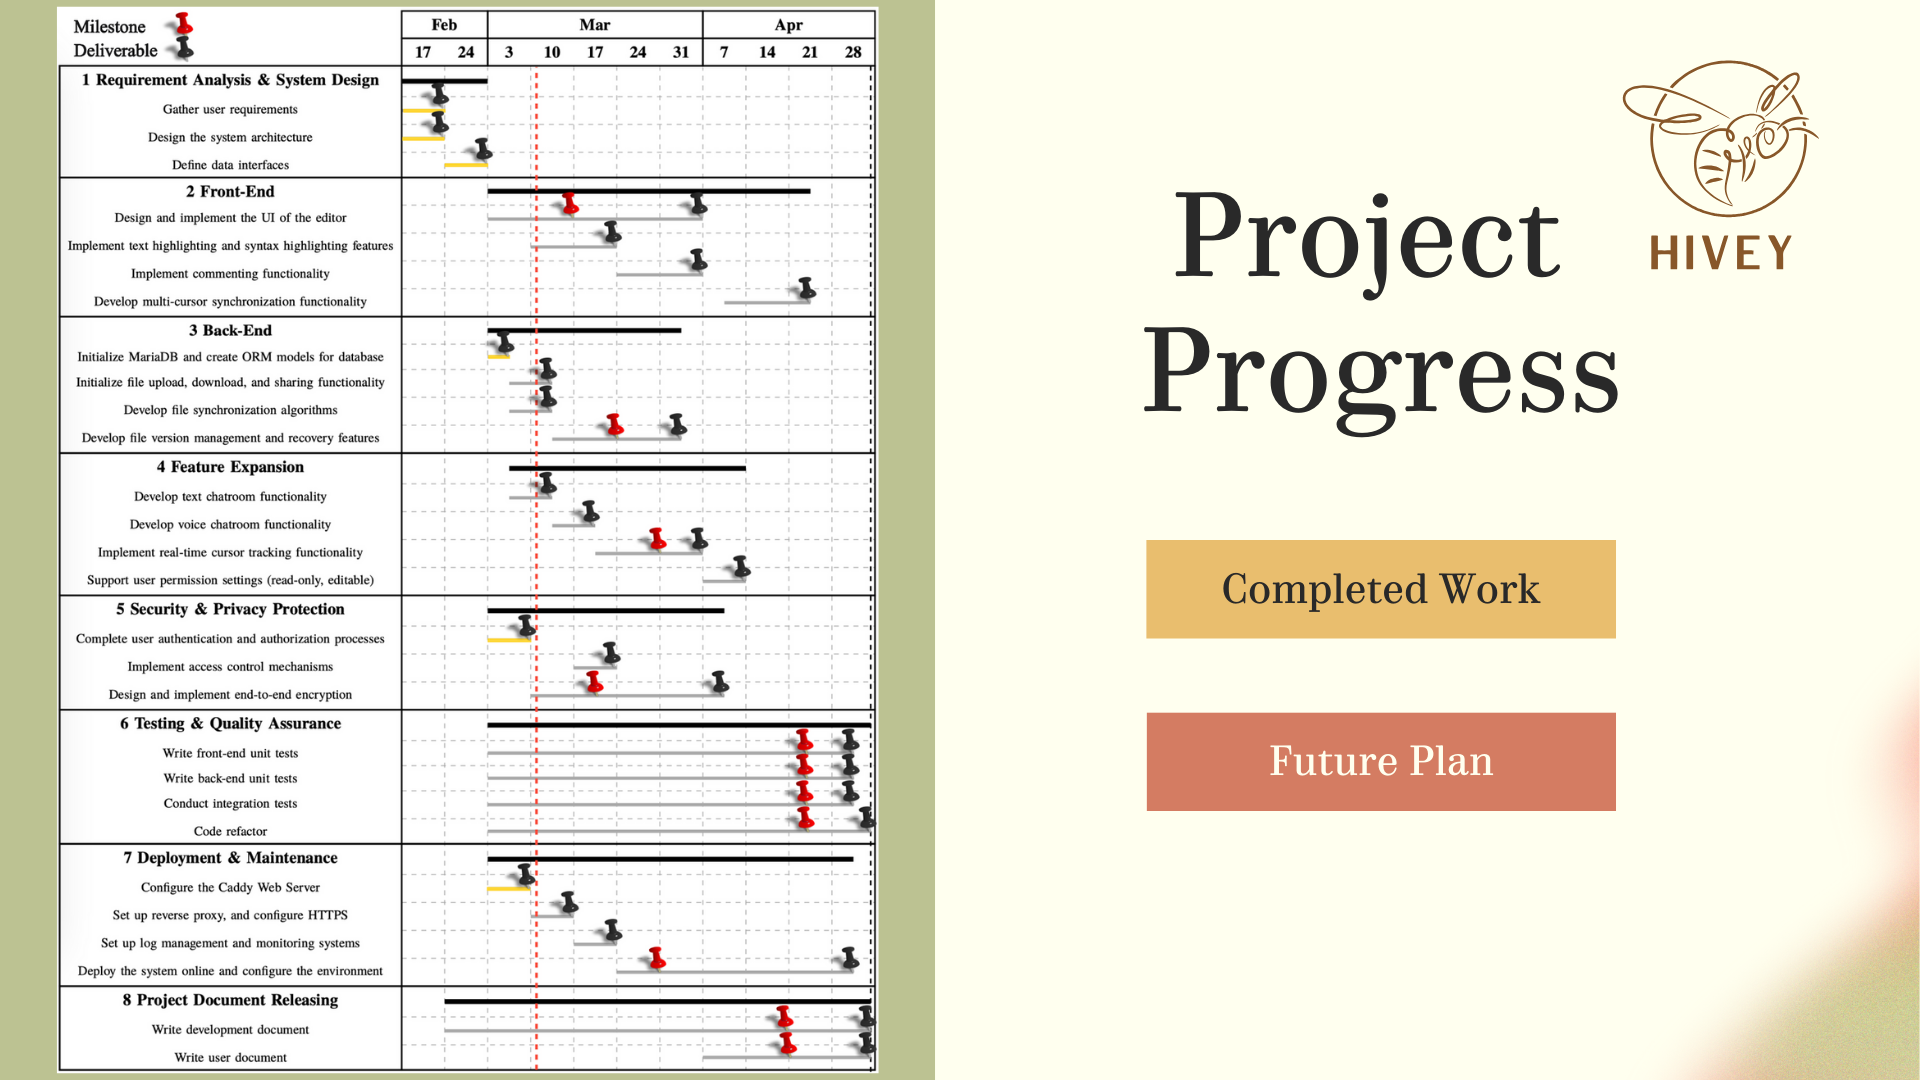 Milestone
Deliverable
Feb Mar Apr
17 24 3 10 17 24 31 7 14 21 28
1 Requirement Analysis & System Design
Gather user requirements
Design the system architecture
Define data interfaces
2 Front-End
Design and implement the UI of the editor
Implement text highlighting and syntax highlighting features
Implement commenting functionality
Develop multi-cursor synchronization functionality
3 Back-End
Initialize MariaDB and create ORM models for database
Initialize file upload, download, and sharing functionality
Develop file synchronization algorithms
Develop file version management and recovery features
4 Feature Expansion
Develop text chatroom functionality
Develop voice chatroom functionality
Implement real-time cursor tracking functionality
Support user permission settings (read-only, editable)
5 Security & Privacy Protection
Complete user authentication and authorization processes
Implement access control mechanisms
Design and implement end-to-end encryption
6 Testing & Quality Assurance
Write front-end unit tests
Write back-end unit tests
Conduct integration tests
Code refactor
7 Deployment & Maintenance
Configure the Caddy Web Server
Set up reverse proxy, and configure HTTPS
Set up log management and monitoring systems
Deploy the system online and configure the environment
8 Project Document Releasing
Write development document
Write user document
Project
Progress
HIVEY
Completed Work
Future Plan